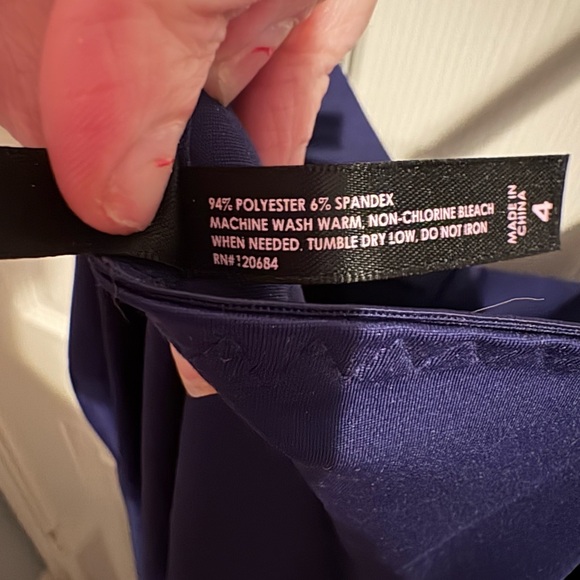 94% POLYESTER 6% SPANDEX
MACHINE WASH WARM, NON-CHLORINE BLEACH
WHEN NEEDED. TUMBLE DRY LOW, DO NOT IRON
RN#120684
MADE IN
CHINA
4